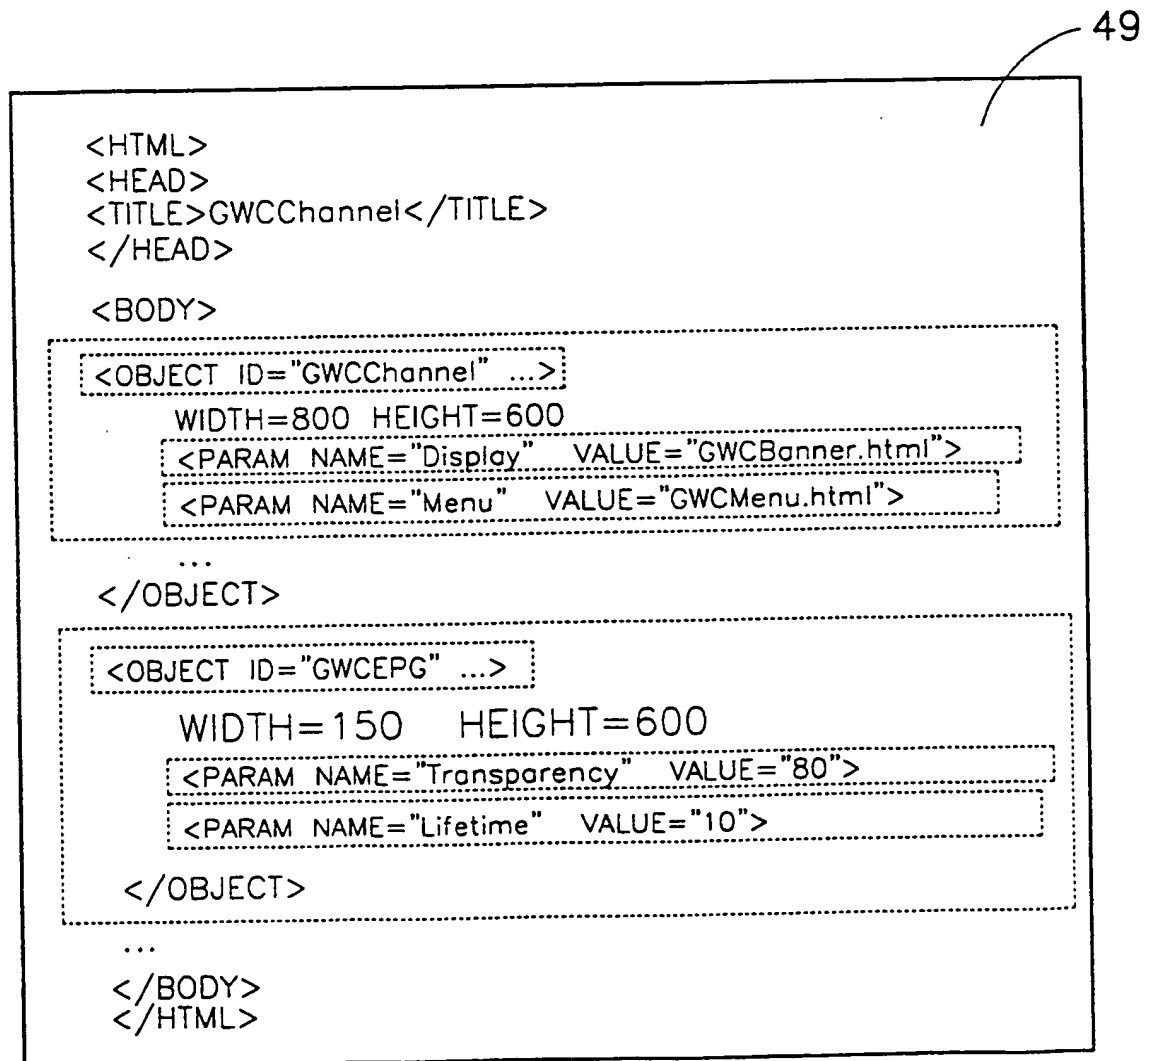 49
<HTML>
<HEAD>
<TITLE>GWCChannel</TITLE>
</HEAD>
<BODY>
<OBJECT ID="GWCChannel" ...>
WIDTH=800 HEIGHT=600
<PARAM NAME="Display" VALUE="GWCBanner.html">
<PARAM NAME="Menu" VALUE="GWCMenu.html">
...
</OBJECT>
<OBJECT ID="GWCEPG" ...>
WIDTH=150 HEIGHT=600
<PARAM NAME="Transparency" VALUE="80">
<PARAM NAME="Lifetime" VALUE="10">
</OBJECT>
...
</BODY>
</HTML>